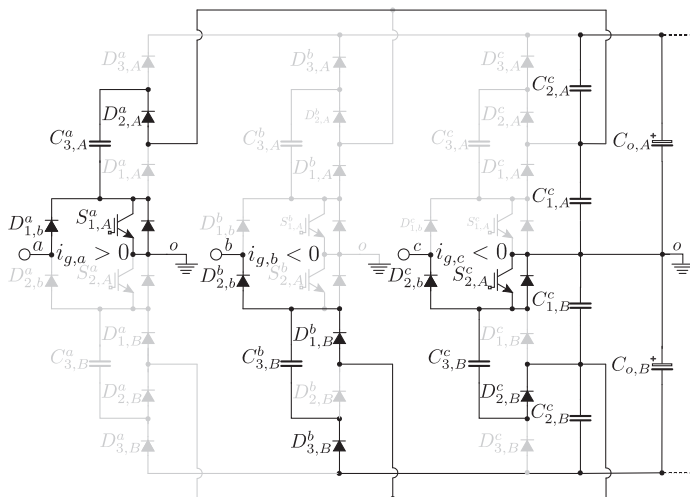 D^a_{3,A} D^b_{3,A} D^c_{3,A}
D^a_{2,A} D^b_{2,A} D^c_{2,A} C^c_{2,A}
C^a_{3,A} C^b_{3,A} C^c_{3,A} C_{o,A}
D^a_{1,A} D^b_{1,A} D^c_{1,A}
C^c_{1,A}
D^a_{1,b} S^a_{1,A} D^b_{1,b} S^b_{1,A} D^c_{1,b} S^c_{1,A}
a i_{g,a} > 0 o b i_{g,b} < 0 o c i_{g,c} < 0 o
D^a_{2,b} S^a_{2,A} D^b_{2,b} S^b_{2,A} D^c_{2,b} S^c_{2,A}
C^c_{1,B}
D^a_{1,B} D^b_{1,B} D^c_{1,B}
C^a_{3,B} C^b_{3,B} C^c_{3,B} C_{o,B}
D^a_{2,B} D^b_{2,B} D^c_{2,B} C^c_{2,B}
D^a_{3,B} D^b_{3,B} D^c_{3,B}